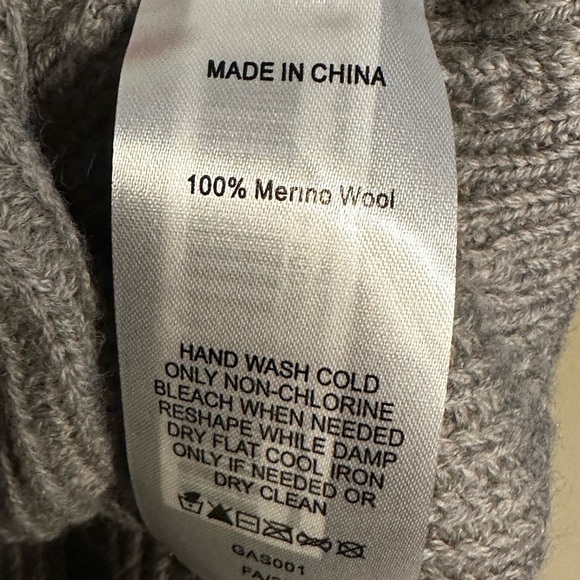 MADE IN CHINA
100% Merino Wool
HAND WASH COLD
ONLY NON-CHLORINE
BLEACH WHEN NEEDED
RESHAPE WHILE DAMP
DRY FLAT COOL IRON
ONLY IF NEEDED OR
DRY CLEAN
GAS001